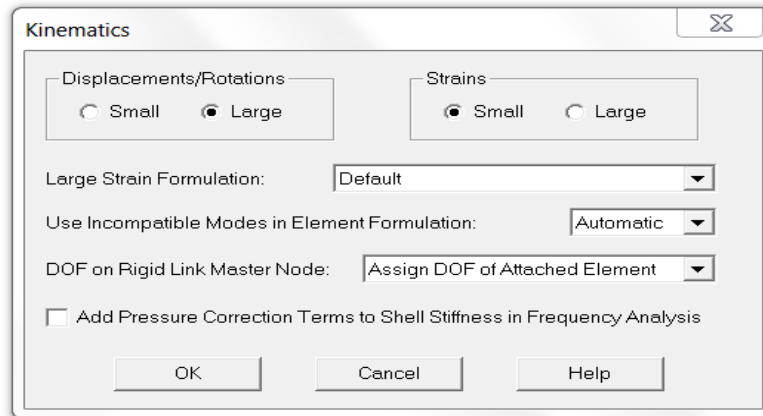 Kinematics
Displacements/Rotations
Strains
Small
Large
Small
Large
Large Strain Formulation:
Default
Use Incompatible Modes in Element Formulation:
Automatic
DOF on Rigid Link Master Node:
Assign DOF of Attached Element
Add Pressure Correction Terms to Shell Stiffness in Frequency Analysis
OK
Cancel
Help